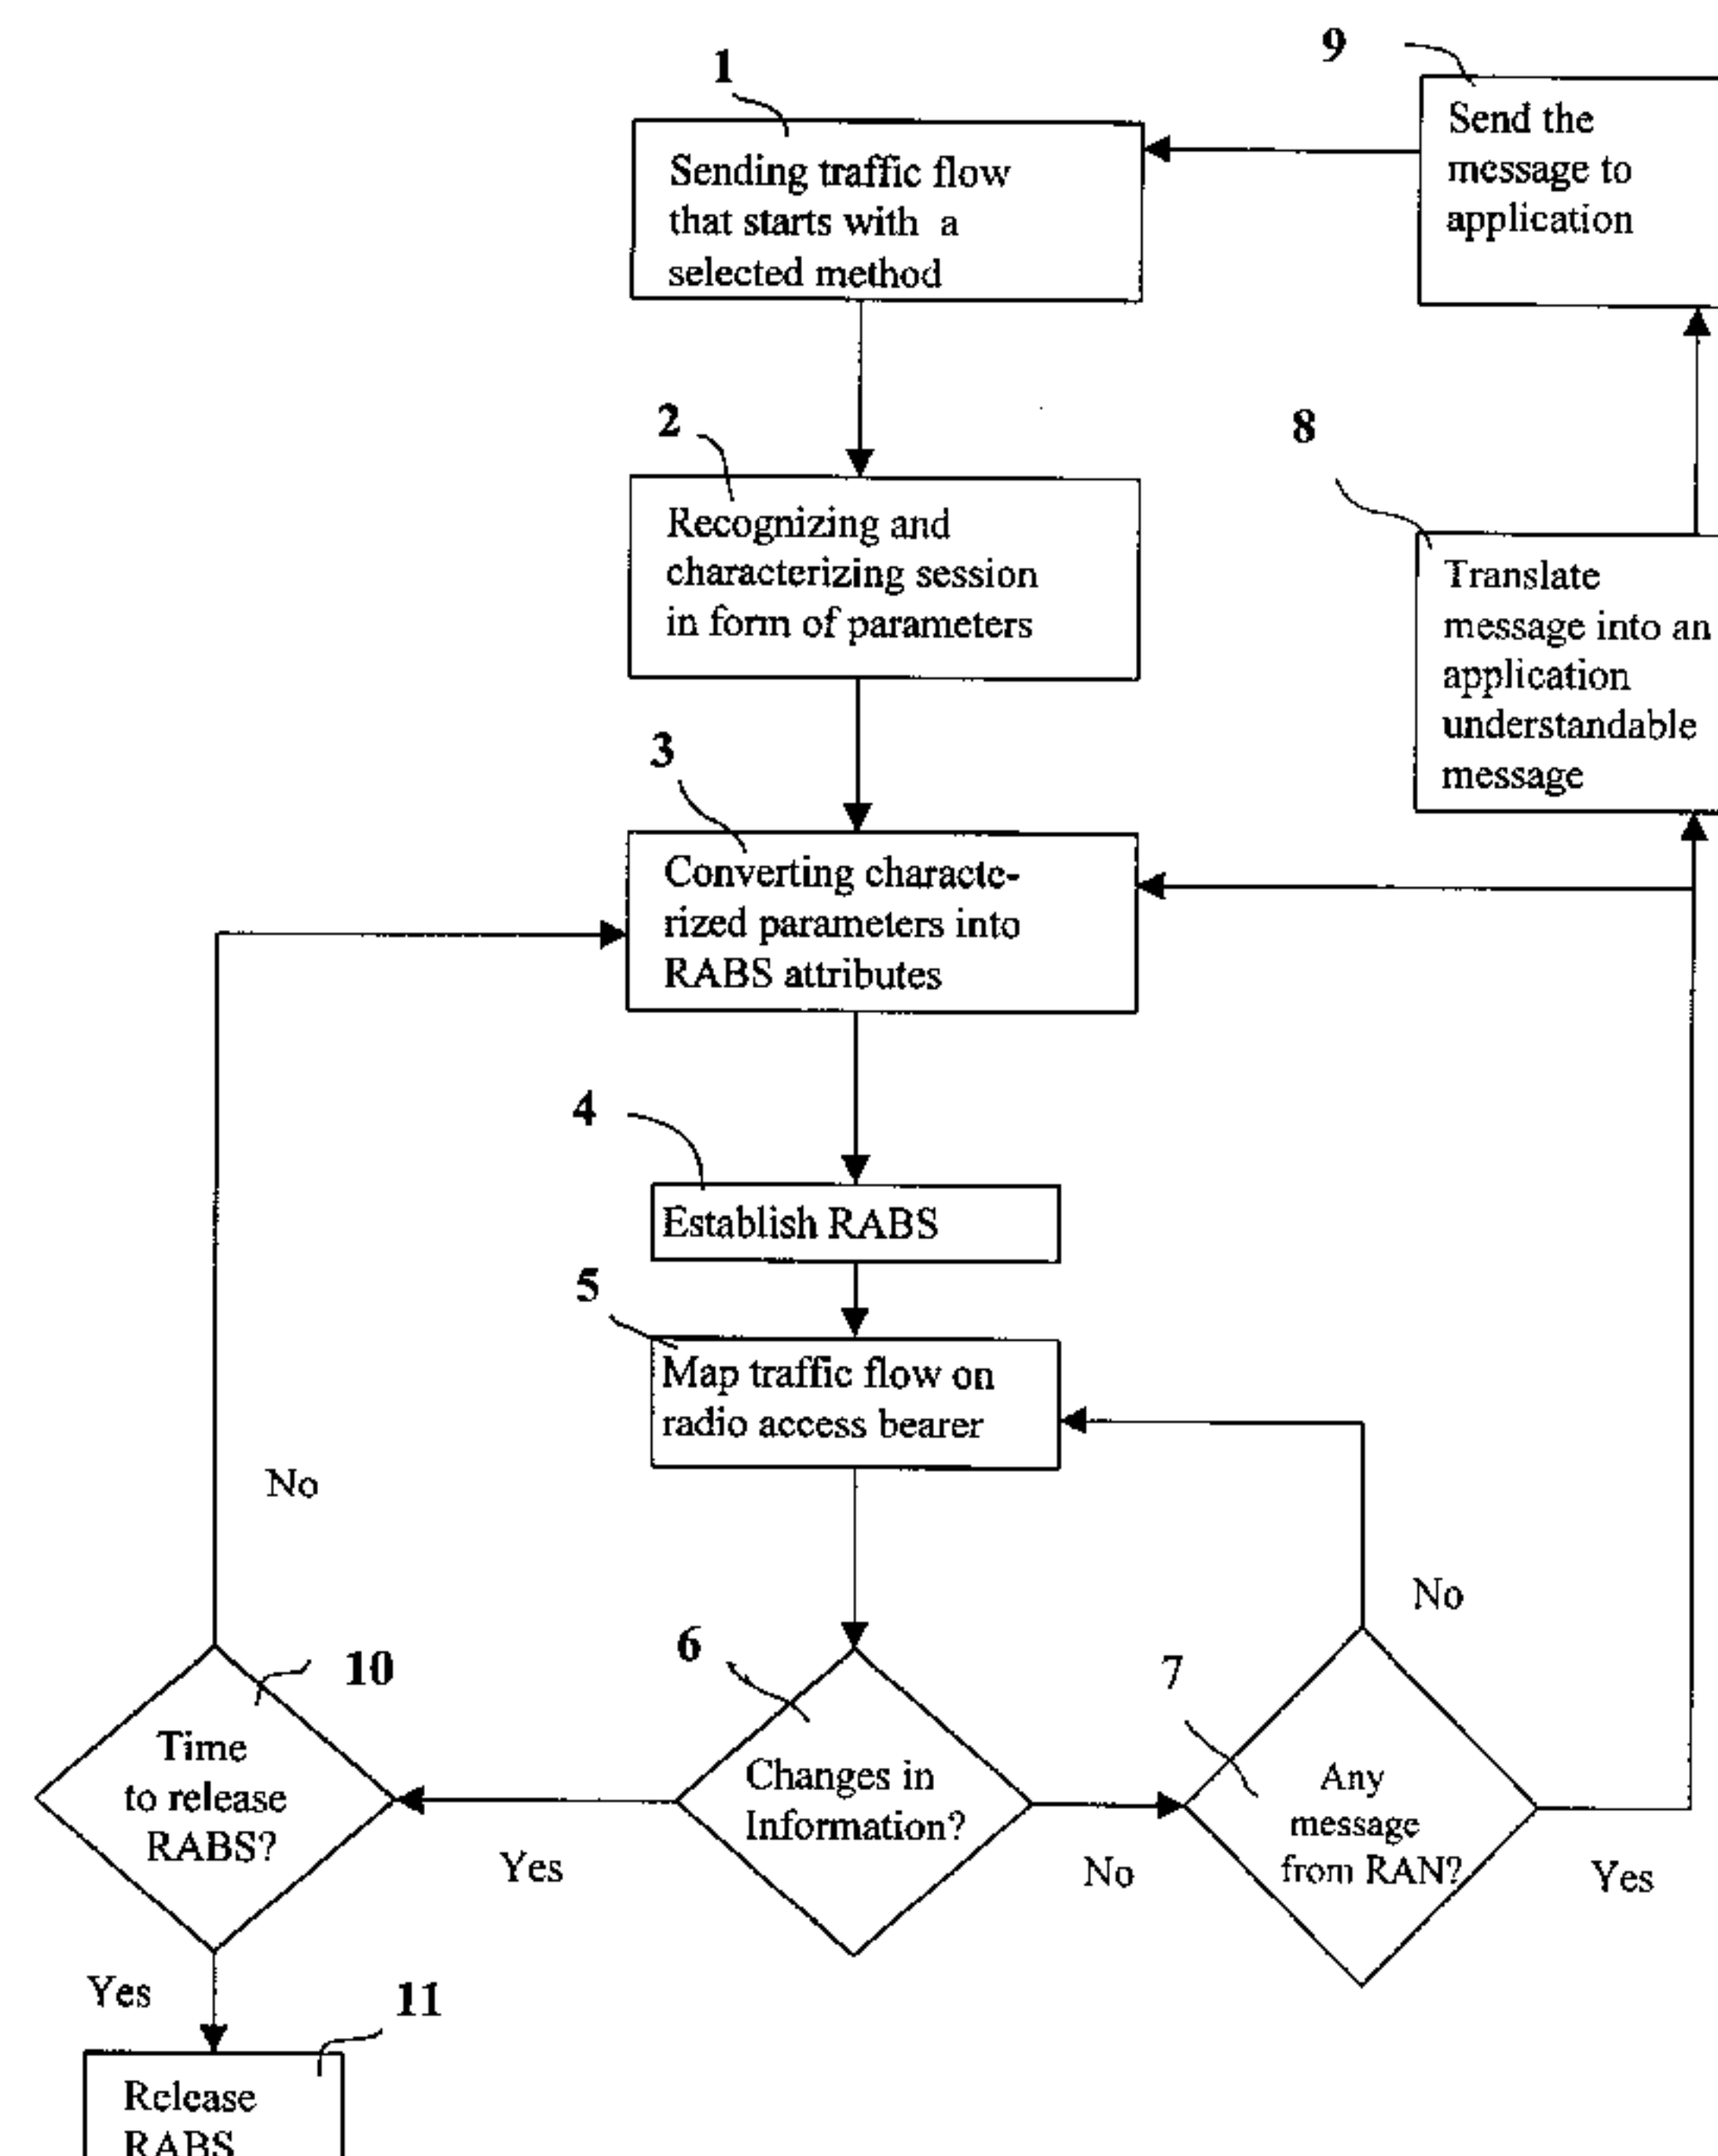 1
Sending traffic flow
that starts with a
selected method
9
Send the
message to
application
2
Recognizing and
characterizing session
in form of parameters
8
Translate
message into an
application
understandable
message
3
Converting characte-
rized parameters into
RABS attributes
4
Establish RABS
5
Map traffic flow on
radio access bearer
No
No
10
Time
to release
RABS?
6
Changes in
Information?
7
Any
message
from RAN?
Yes
No
Yes
Yes
11
Release
RABS